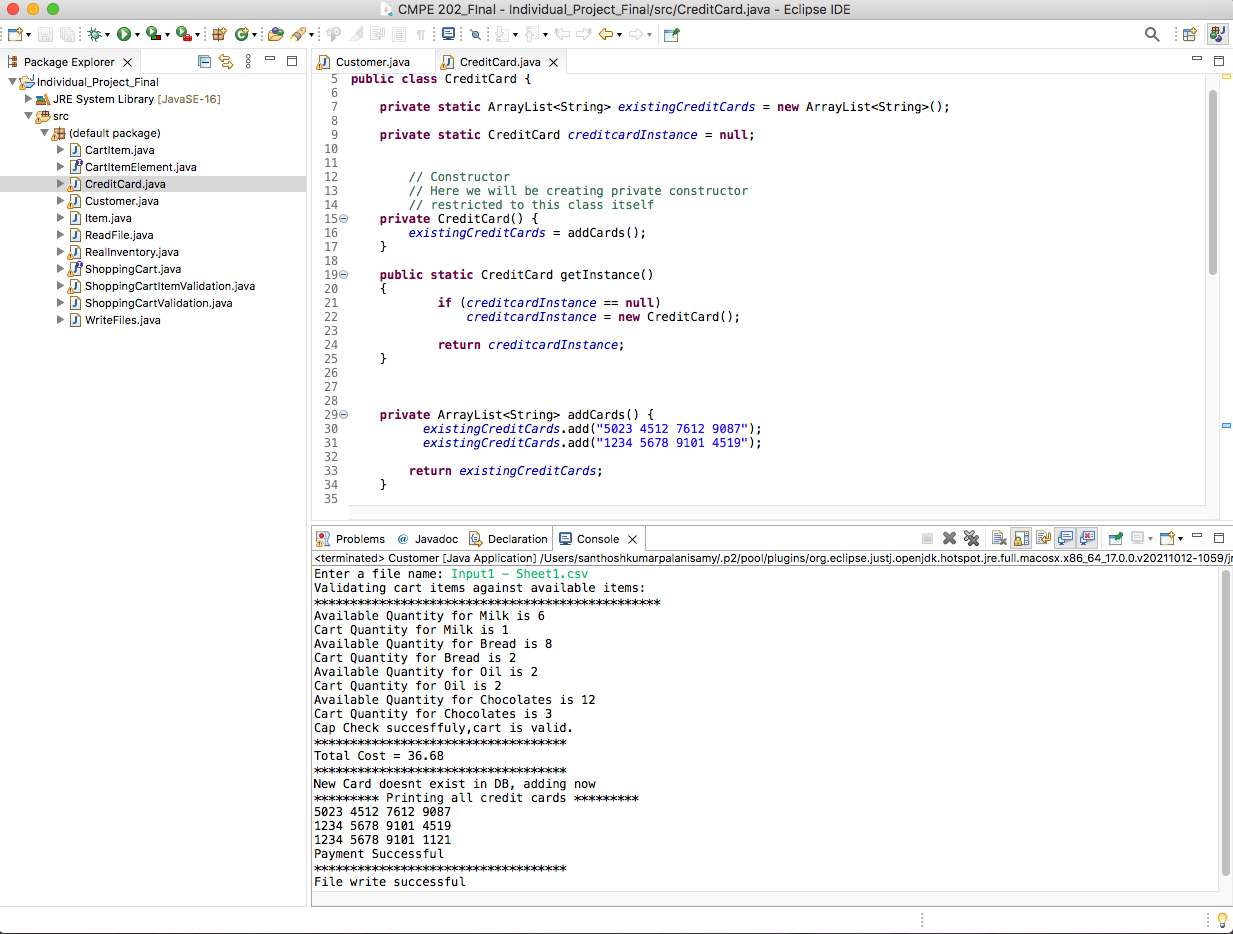 CMPE 202_FInal - Individual_Project_Final/src/CreditCard.java - Eclipse IDE
Package Explorer
Individual_Project_Final
JRE System Library [JavaSE-16]
src
(default package)
CartItem.java
CartItemElement.java
CreditCard.java
Customer.java
Item.java
ReadFile.java
RealInventory.java
ShoppingCart.java
ShoppingCartItemValidation.java
ShoppingCartValidation.java
WriteFiles.java
Customer.java CreditCard.java
5 public class CreditCard {
6
7 private static ArrayList<String> existingCreditCards = new ArrayList<String>();
8
9 private static CreditCard creditcardInstance = null;
10
11
12 // Constructor
13 // Here we will be creating private constructor
14 // restricted to this class itself
15 private CreditCard() {
16 existingCreditCards = addCards();
17 }
18
19 public static CreditCard getInstance()
20 {
21 if (creditcardInstance == null)
22 creditcardInstance = new CreditCard();
23
24 return creditcardInstance;
25 }
26
27
28
29 private ArrayList<String> addCards() {
30 existingCreditCards.add("5023 4512 7612 9087");
31 existingCreditCards.add("1234 5678 9101 4519");
32
33 return existingCreditCards;
34 }
35
Problems @ Javadoc Declaration Console
<terminated> Customer [Java Application] /Users/santhoshkumarpalanisamy/.p2/pool/plugins/org.eclipse.justj.openjdk.hotspot.jre.full.macosx.x86_64_17.0.0.v20211012-1059/jr
Enter a file name: Input1 - Sheet1.csv
Validating cart items against available items:
************************************************
Available Quantity for Milk is 6
Cart Quantity for Milk is 1
Available Quantity for Bread is 8
Cart Quantity for Bread is 2
Available Quantity for Oil is 2
Cart Quantity for Oil is 2
Available Quantity for Chocolates is 12
Cart Quantity for Chocolates is 3
Cap Check succesffuly,cart is valid.
***********************************
Total Cost = 36.68
***********************************
New Card doesnt exist in DB, adding now
********* Printing all credit cards *********
5023 4512 7612 9087
1234 5678 9101 4519
1234 5678 9101 1121
Payment Successful
***********************************
File write successful